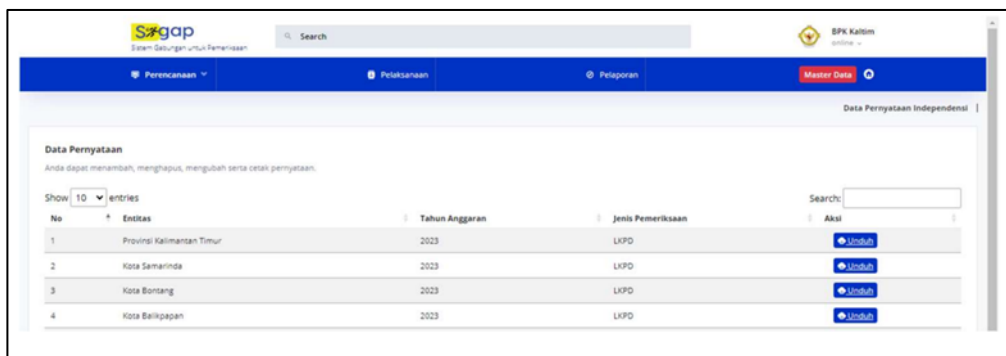 Sigap
Sistem Gabungan untuk Pemeriksaan
Search
BPK Kaltim
online
Perencanaan
Pelaksanaan
Pelaporan
Master Data
Data Pernyataan Independensi |
Data Pernyataan
Anda dapat menambah, menghapus, mengubah serta cetak pernyataan.
Show 10 entries
Search:
No Entitas Tahun Anggaran Jenis Pemeriksaan Aksi
1 Provinsi Kalimantan Timur 2023 LKPD Unduh
2 Kota Samarinda 2023 LKPD Unduh
3 Kota Bontang 2023 LKPD Unduh
4 Kota Balikpapan 2023 LKPD Unduh